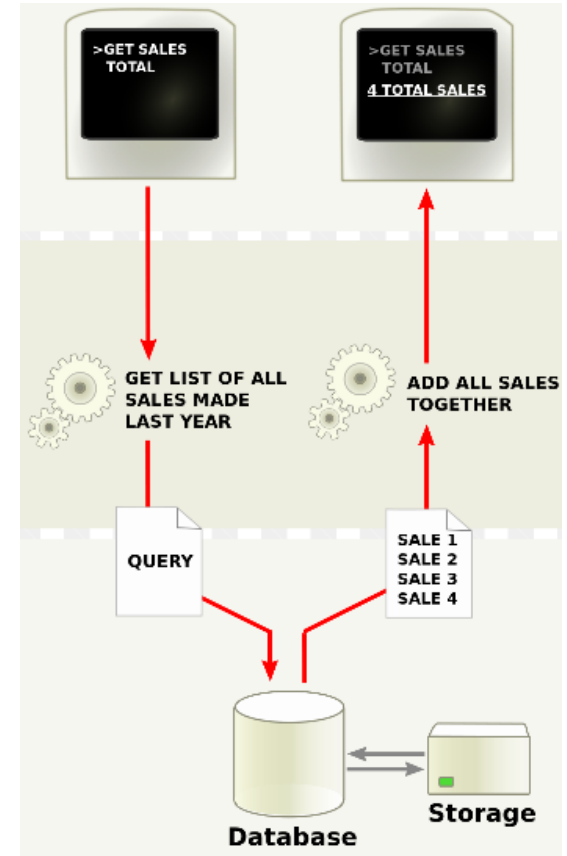 >GET SALES
TOTAL
>GET SALES
TOTAL
4 TOTAL SALES
GET LIST OF ALL
SALES MADE
LAST YEAR
ADD ALL SALES
TOGETHER
QUERY
SALE 1
SALE 2
SALE 3
SALE 4
Database
Storage